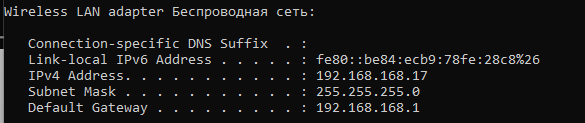 Wireless LAN adapter Беспроводная сеть:
Connection-specific DNS Suffix  . :
Link-local IPv6 Address . . . . . : fe80::be84:ecb9:78fe:28c8%26
IPv4 Address. . . . . . . . . . . : 192.168.168.17
Subnet Mask . . . . . . . . . . . : 255.255.255.0
Default Gateway . . . . . . . . . : 192.168.168.1